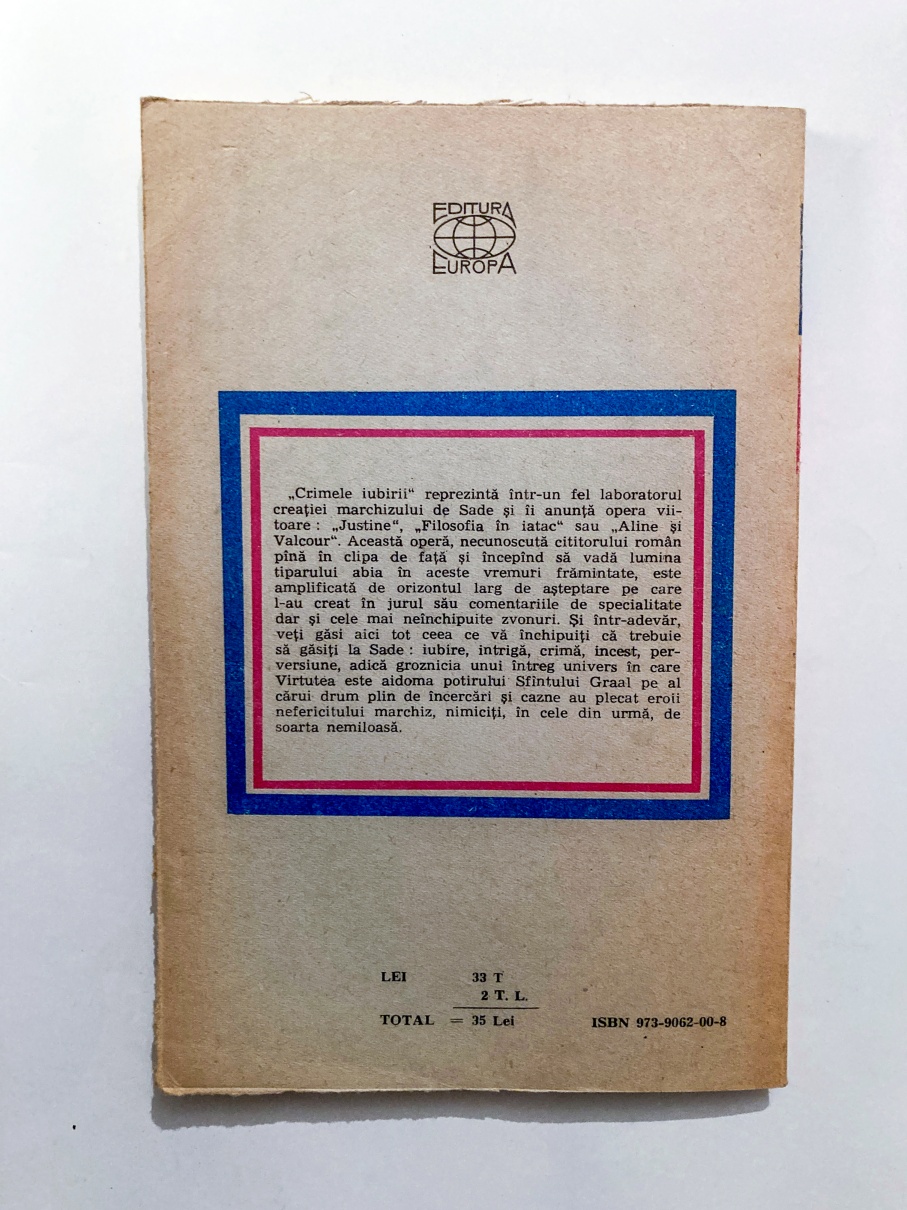 EDITURA
EUROPA
„Crimele iubirii“ reprezintă într-un fel laboratorul
creației marchizului de Sade și îi anunță opera vii-
toare : „Justine“, „Filosofia în iatac“ sau „Aline și
Valcour“. Această operă, necunoscută cititorului român
pînă în clipa de față și începînd să vadă lumina
tiparului abia în aceste vremuri frămintate, este
amplificată de orizontul larg de așteptare pe care
l-au creat în jurul său comentariile de specialitate
dar și cele mai neînchipuite zvonuri. Și într-adevăr,
veți găsi aici tot ceea ce vă închipuiți că trebuie
să găsiți la Sade : iubire, intrigă, crimă, incest, per-
versiune, adică groznicia unui întreg univers în care
Virtutea este aidoma potirului Sfîntului Graal pe al
cărui drum plin de încercări și cazne au plecat eroii
nefericitului marchiz, nimiciți, în cele din urmă, de
soarta nemiloasă.
LEI 33 T
2 T. L.
TOTAL = 35 Lei
ISBN 973-9062-00-8